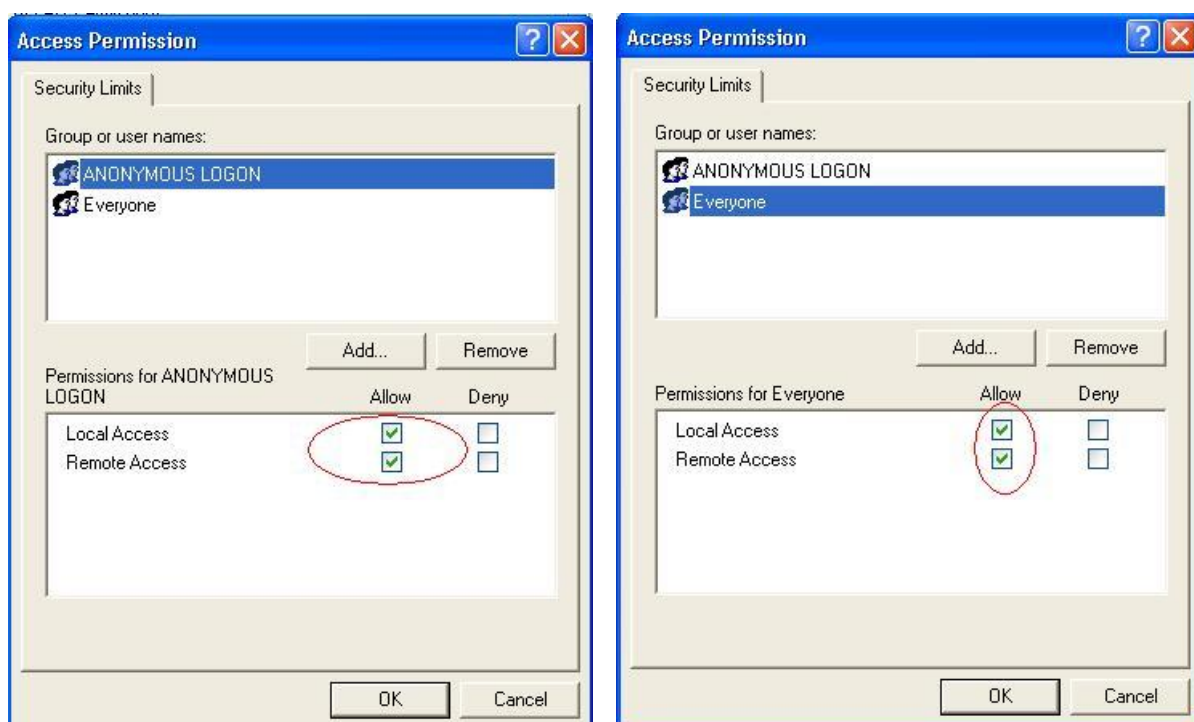 Access Permission
Security Limits
Group or user names:
ANONYMOUS LOGON
Everyone
Add... Remove
Permissions for ANONYMOUS
LOGON Allow Deny
Local Access
Remote Access
OK Cancel
Access Permission
Security Limits
Group or user names:
ANONYMOUS LOGON
Everyone
Add... Remove
Permissions for Everyone Allow Deny
Local Access
Remote Access
OK Cancel